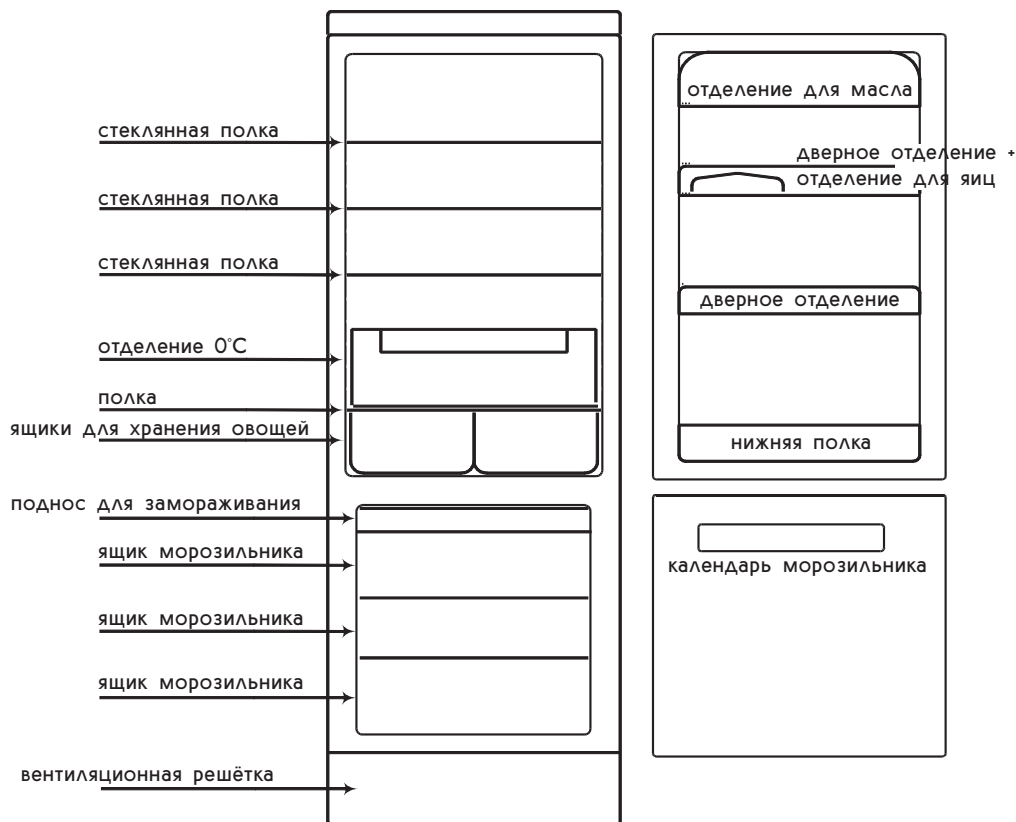 стеклянная полка
стеклянная полка
стеклянная полка
отделение 0°С
полка
ящики для хранения овощей
поднос для замораживания
ящик морозильника
ящик морозильника
ящик морозильника
вентиляционная решётка
отделение для масла
дверное отделение +
отделение для яиц
дверное отделение
нижняя полка
календарь морозильника